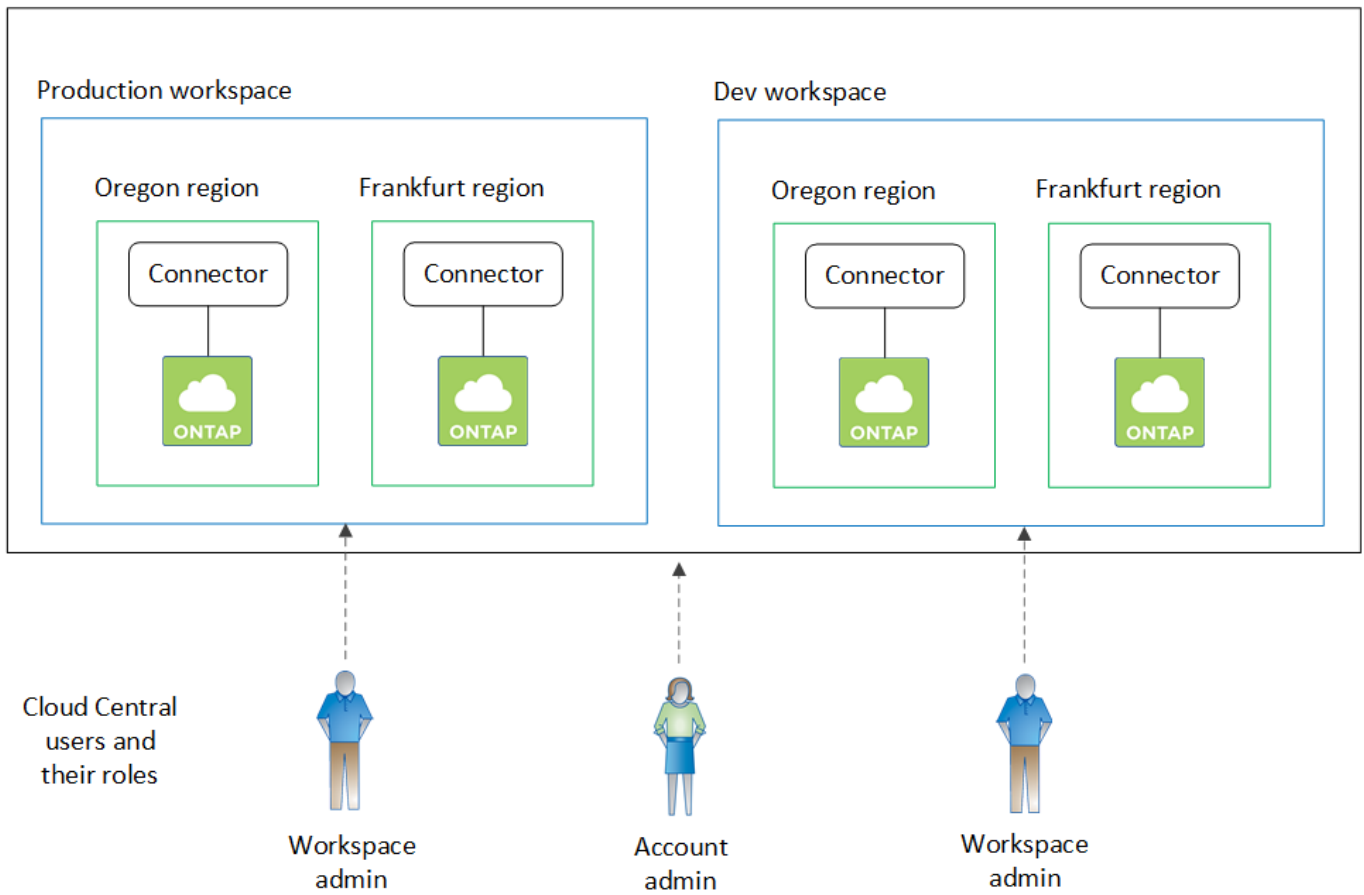 Production workspace
Dev workspace
Oregon region
Frankfurt region
Oregon region
Frankfurt region
Connector
Connector
Connector
Connector
ONTAP
ONTAP
ONTAP
ONTAP
Cloud Central
users and
their roles
Workspace
admin
Account
admin
Workspace
admin